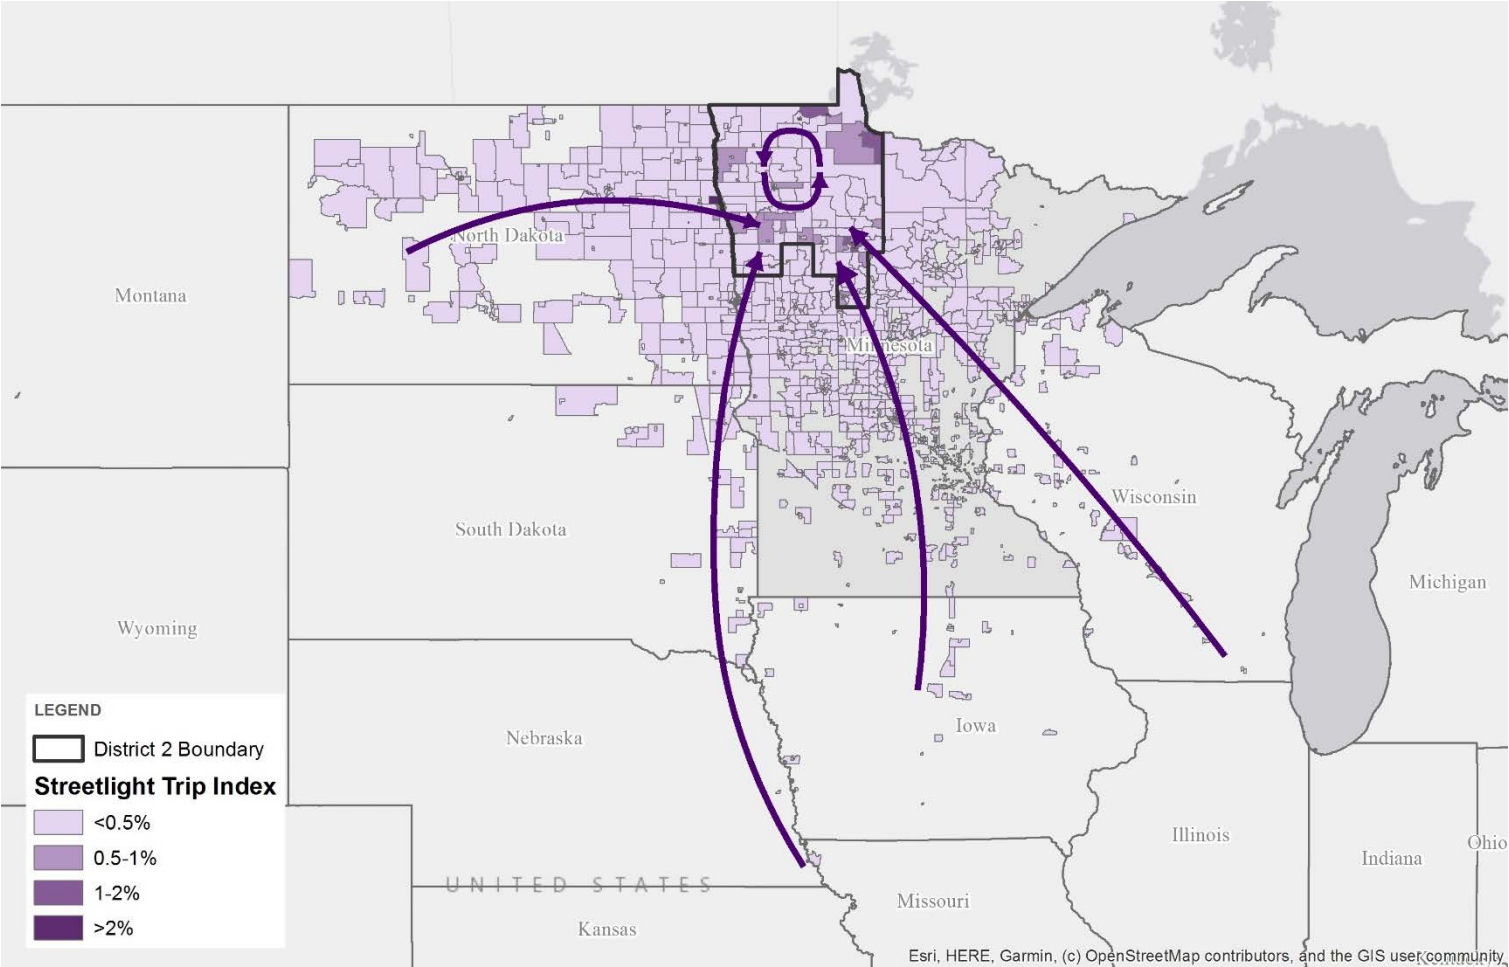 North Dakota
Montana
Minnesota
Wisconsin
South Dakota
Michigan
Wyoming
LEGEND
District 2 Boundary
Streetlight Trip Index
<0.5%
0.5-1%
1-2%
>2%
Nebraska
Iowa
Illinois
Indiana
Ohio
UNITED STATES
Kansas
Missouri
Kentucky
Esri, HERE, Garmin, (c) OpenStreetMap contributors, and the GIS user community